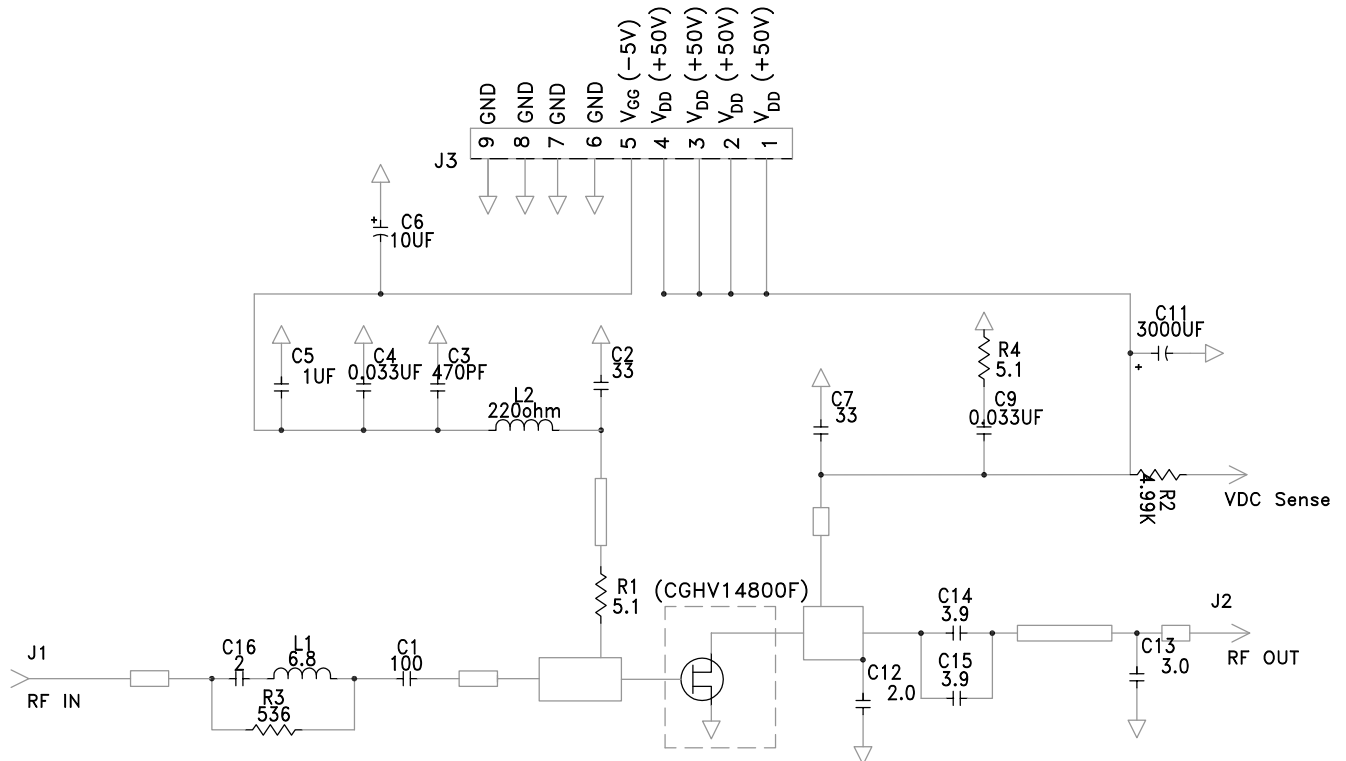 VGG (-5V)
VDD (+50V)
VDD (+50V)
VDD (+50V)
VDD (+50V)
GND
GND
GND
GND
9 8 7 6 5 4 3 2 1
J3
C6
10UF
C11
3000UF
+
+
C5
1UF
C4
0.033UF
C3
470PF
C2
33
L2
220ohm
R4
5.1
C9
0.033UF
C7
33
R2
4.99K
VDC Sense
R1
5.1
(CGHV14800F)
C14
3.9
C15
3.9
J2
RF OUT
C13
3.0
C12
2.0
J1
RF IN
C16
2
L1
6.8
R3
536
C1
100